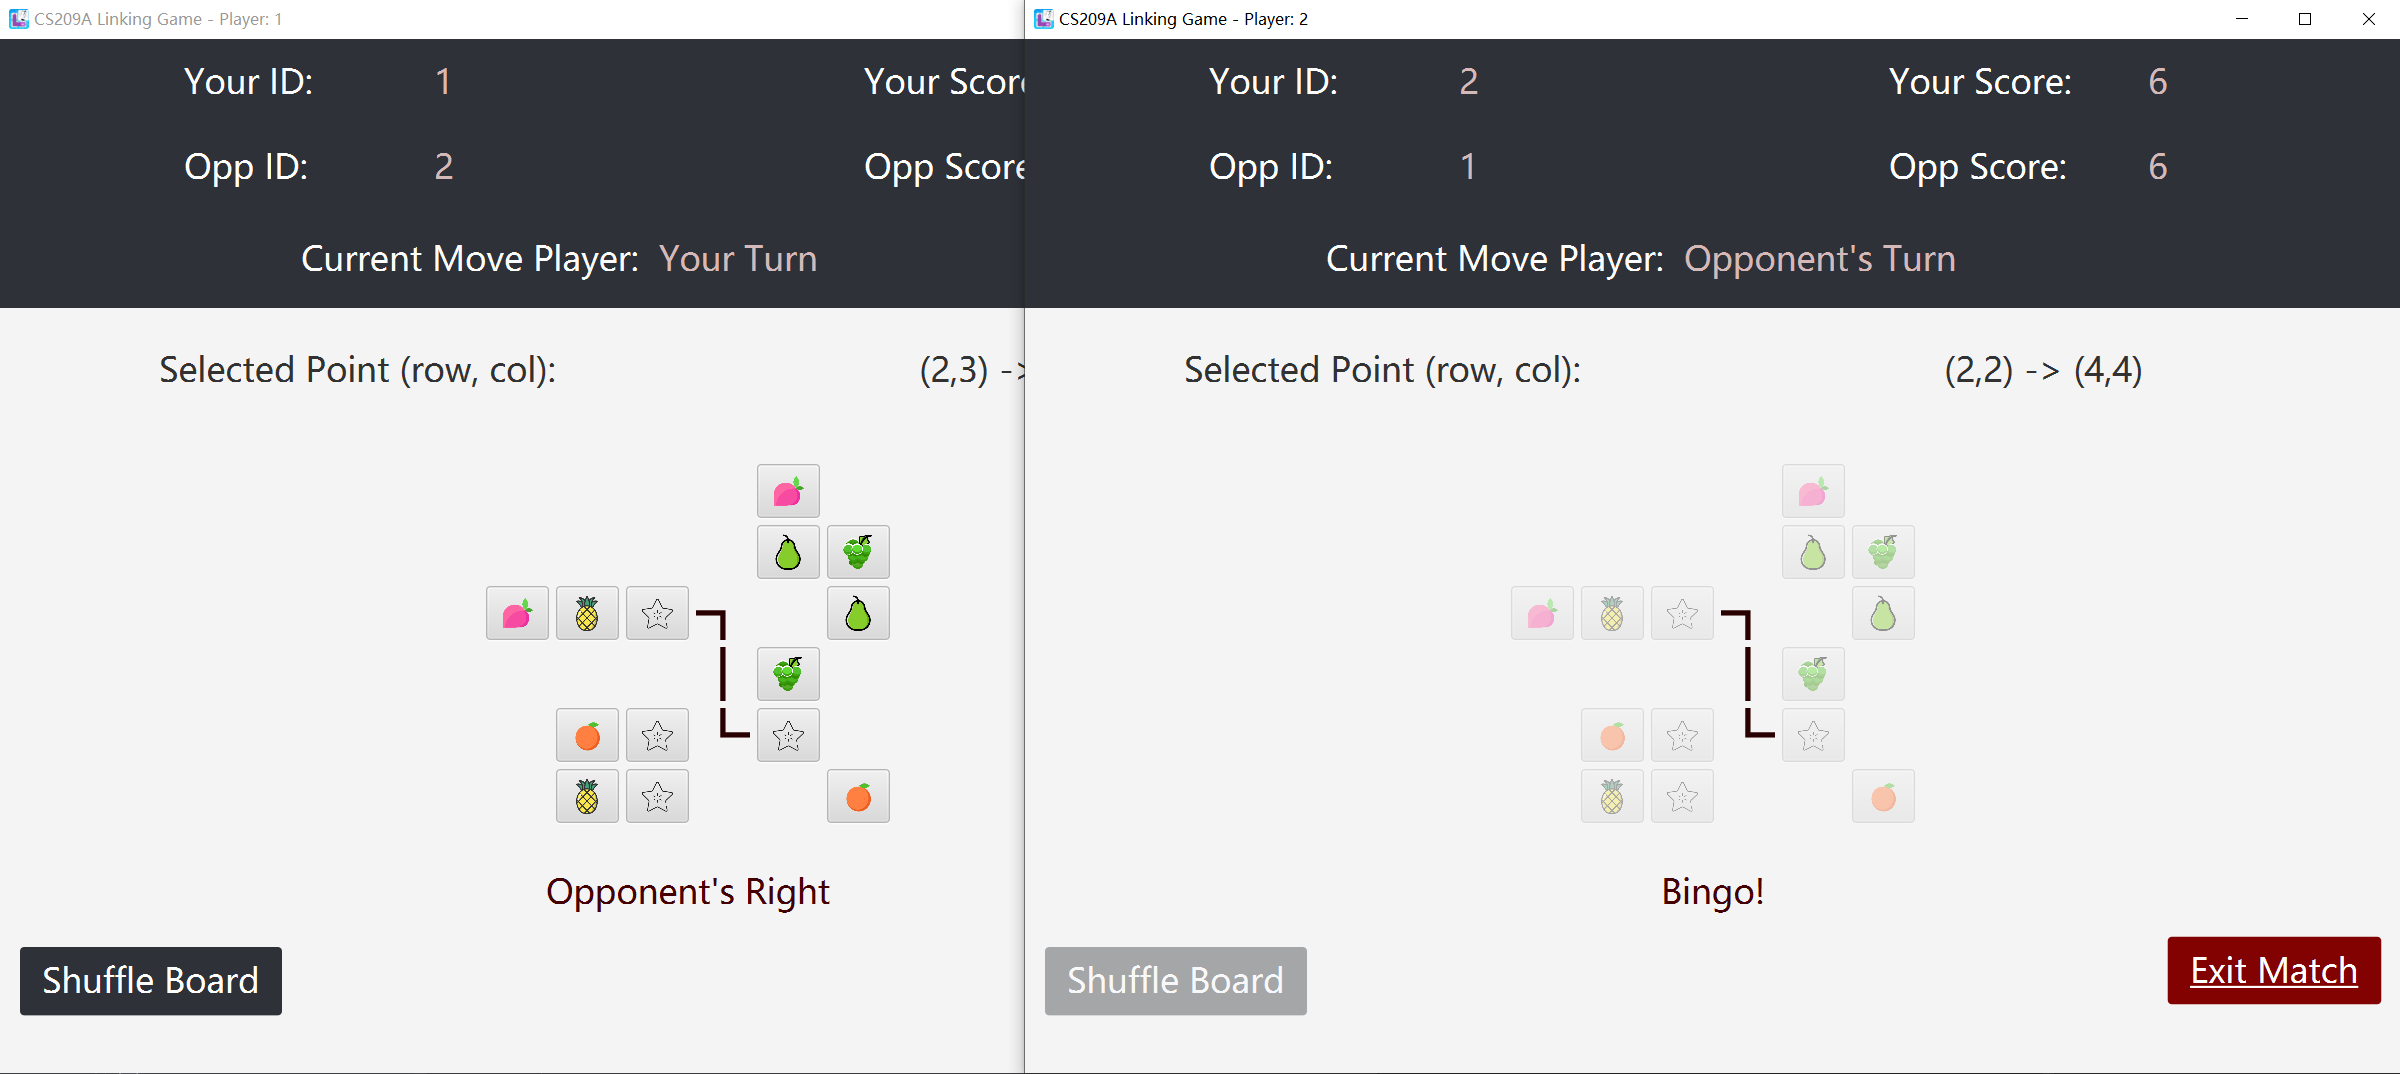 CS209A Linking Game - Player: 1
Your ID: 1 Your Score
Opp ID: 2 Opp Score
Current Move Player: Your Turn
Selected Point (row, col): (2,3) ->
Opponent's Right
Shuffle Board
CS209A Linking Game - Player: 2
Your ID: 2 Your Score: 6
Opp ID: 1 Opp Score: 6
Current Move Player: Opponent's Turn
Selected Point (row, col): (2,2) -> (4,4)
Bingo!
Shuffle Board
Exit Match